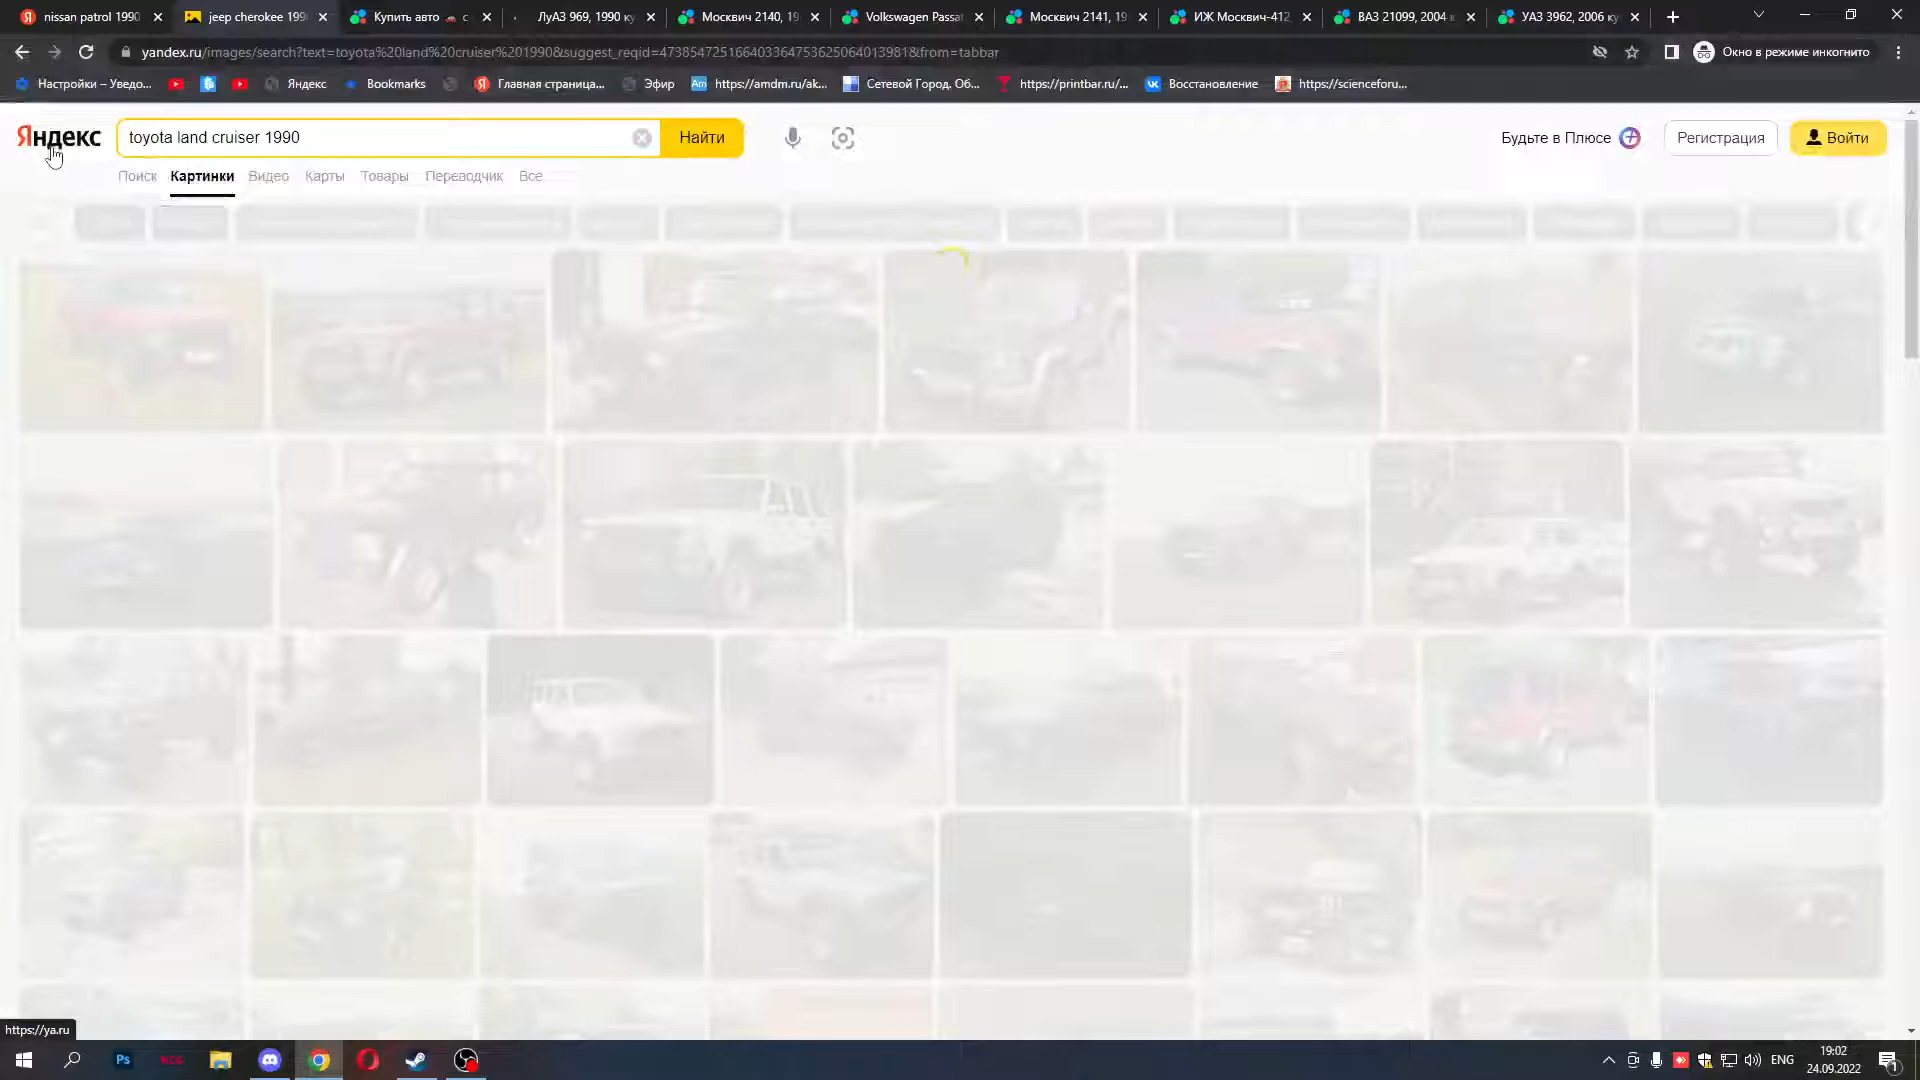 nissan patrol 1990
jeep cherokee 199
Купить авто 🚗 с
ЛуАЗ 969, 1990 ку
Москвич 2140, 19
Volkswagen Passat
Москвич 2141, 19
ИЖ Москвич-412,
ВАЗ 21099, 2004 к
УАЗ 3962, 2006 ку
yandex.ru/images/search?text=toyota%20land%20cruiser%201990&suggest_reqid=473854725166403364753625064013981&from=tabbar
Окно в режиме инкогнито
Настройки – Уведо...
Яндекс
Bookmarks
Главная страница...
Эфир
Am
https://amdm.ru/ak...
Сетевой Город. Об...
https://printbar.ru/...
Восстановление
https://scienceforu...
Яндекс
toyota land cruiser 1990
Найти
Будьте в Плюсе
Регистрация
Войти
Поиск
Картинки
Видео
Карты
Товары
Переводчик
Все
https://ya.ru
Ps
ENG
19:02
24.09.2022
1